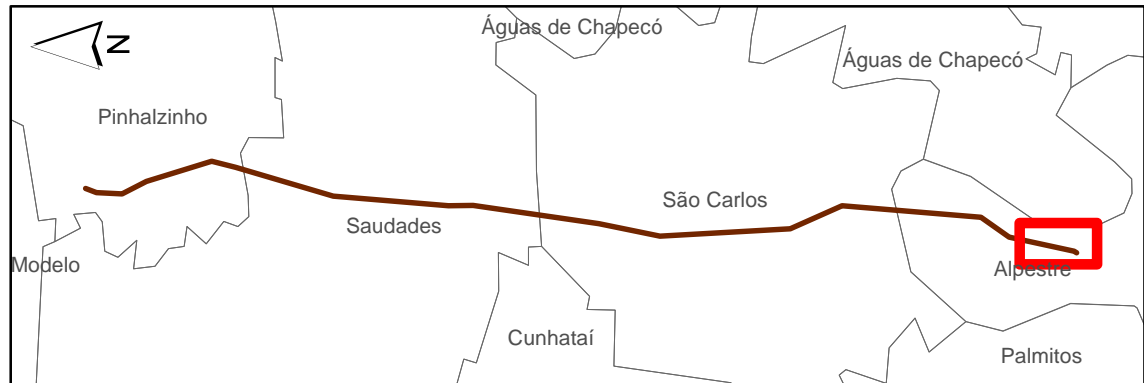 Águas de Chapecó
N
Águas de Chapecó
Pinhalzinho
São Carlos
Saudades
Modelo
Alpestre
Cunhataí
Palmitos